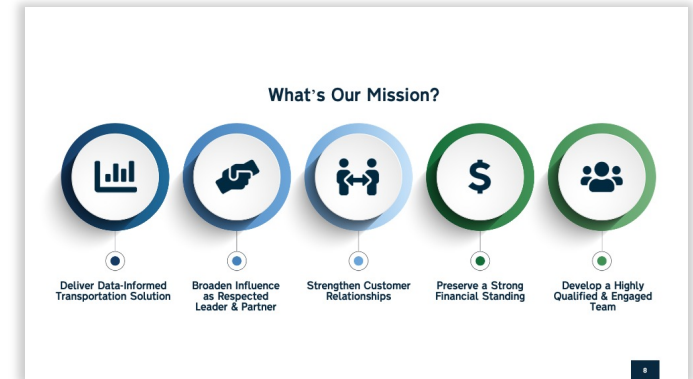 What's Our Mission?
$
Deliver Data-Informed
Transportation Solution
Broaden Influence
as Respected
Leader & Partner
Strengthen Customer
Relationships
Preserve a Strong
Financial Standing
Develop a Highly
Qualified & Engaged
Team
8